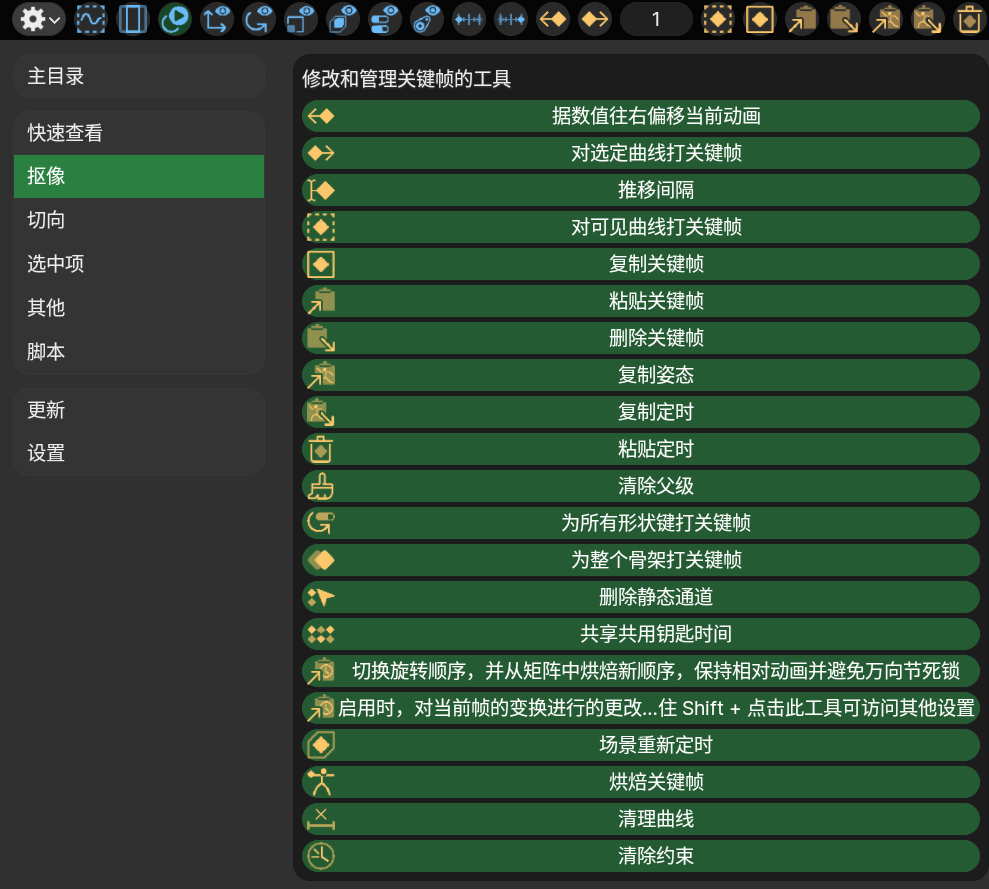 1
主目录
快速查看
抠像
切向
选中项
其他
脚本
更新
设置
修改和管理关键帧的工具
据数值往右偏移当前动画
对选定曲线打关键帧
推移间隔
对可见曲线打关键帧
复制关键帧
粘贴关键帧
删除关键帧
复制姿态
复制定时
粘贴定时
清除父级
为所有形状键打关键帧
为整个骨架打关键帧
删除静态通道
共享共用钥匙时间
切换旋转顺序，并从矩阵中烘焙新顺序，保持相对动画并避免万向节死锁
启用时，对当前帧的变换进行的更改...住 Shift + 点击此工具可访问其他设置
场景重新定时
烘焙关键帧
清理曲线
清除约束